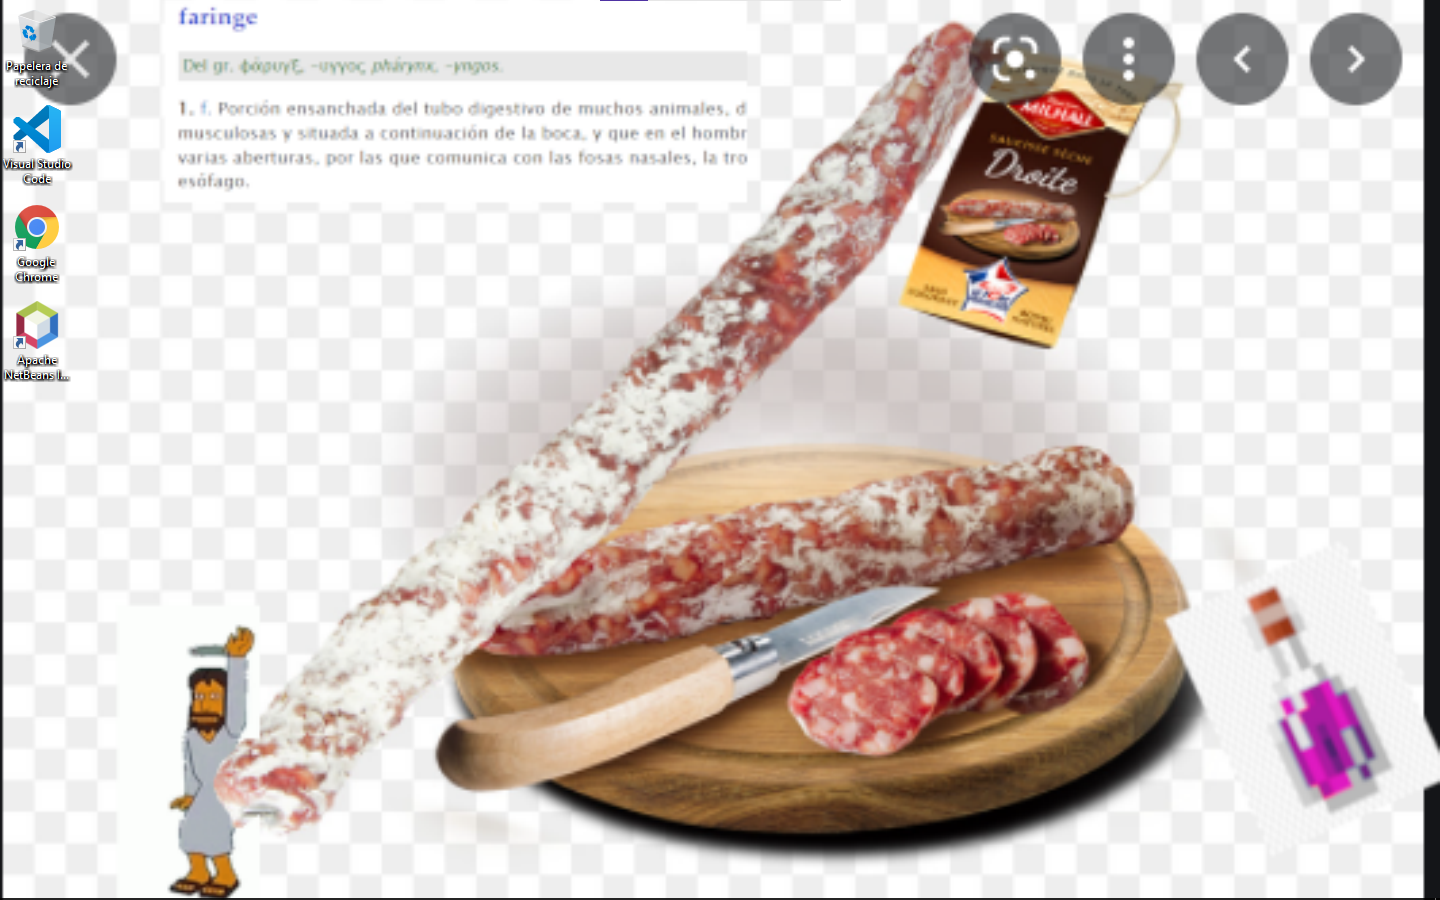 faringe
Del gr. φάρυγξ, -υγγος phárynx, -yngos.
1. f. Porción ensanchada del tubo digestivo de muchos animales, d
musculosas y situada a continuación de la boca, y que en el hombr
varias aberturas, por las que comunica con las fosas nasales, la tro
esófago.
Papelera de
reciclaje
Visual Studio
Code
Google
Chrome
Apache
NetBeans I...
MILHAU
SAUCISSE SÈCHE
Droite